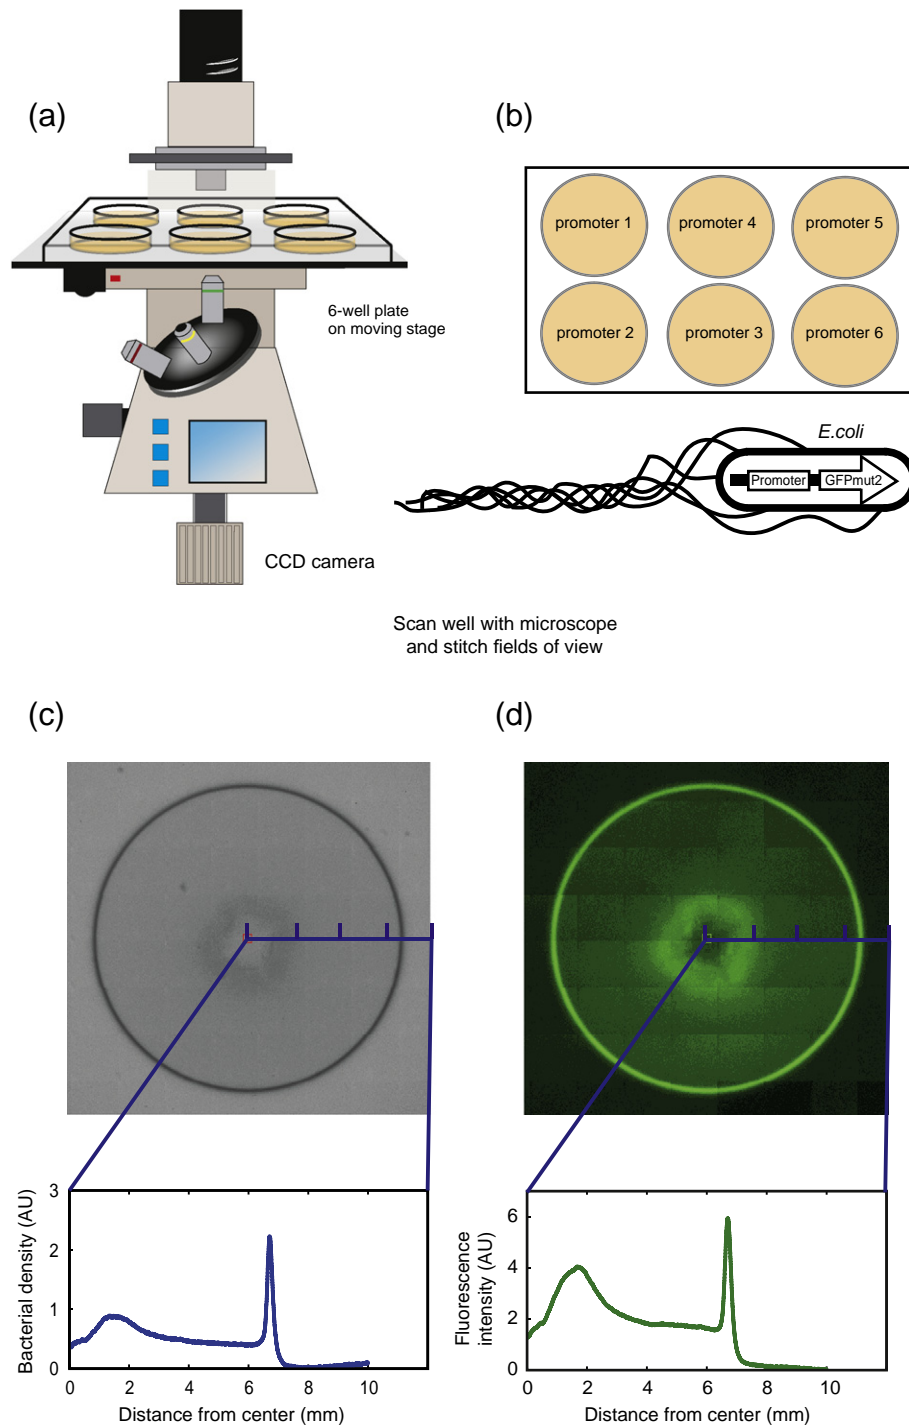 (a)
(b)
promoter 1
promoter 4
promoter 5
promoter 2
promoter 3
promoter 6
6-well plate
on moving stage
E.coli
Promoter
GFPmut2
CCD camera
Scan well with microscope
and stitch fields of view
(c)
(d)
Bacterial density (AU)
3
2
1
0
0 2 4 6 8 10
Distance from center (mm)
Fluorescence
intensity (AU)
6
4
2
0
0 2 4 6 8 10
Distance from center (mm)